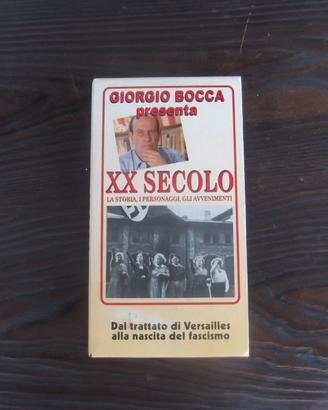 GIORGIO BOCCA
presenta
XX SECOLO
LA STORIA, I PERSONAGGI, GLI AVVENIMENTI
Dal trattato di Versailles
alla nascita del fascismo